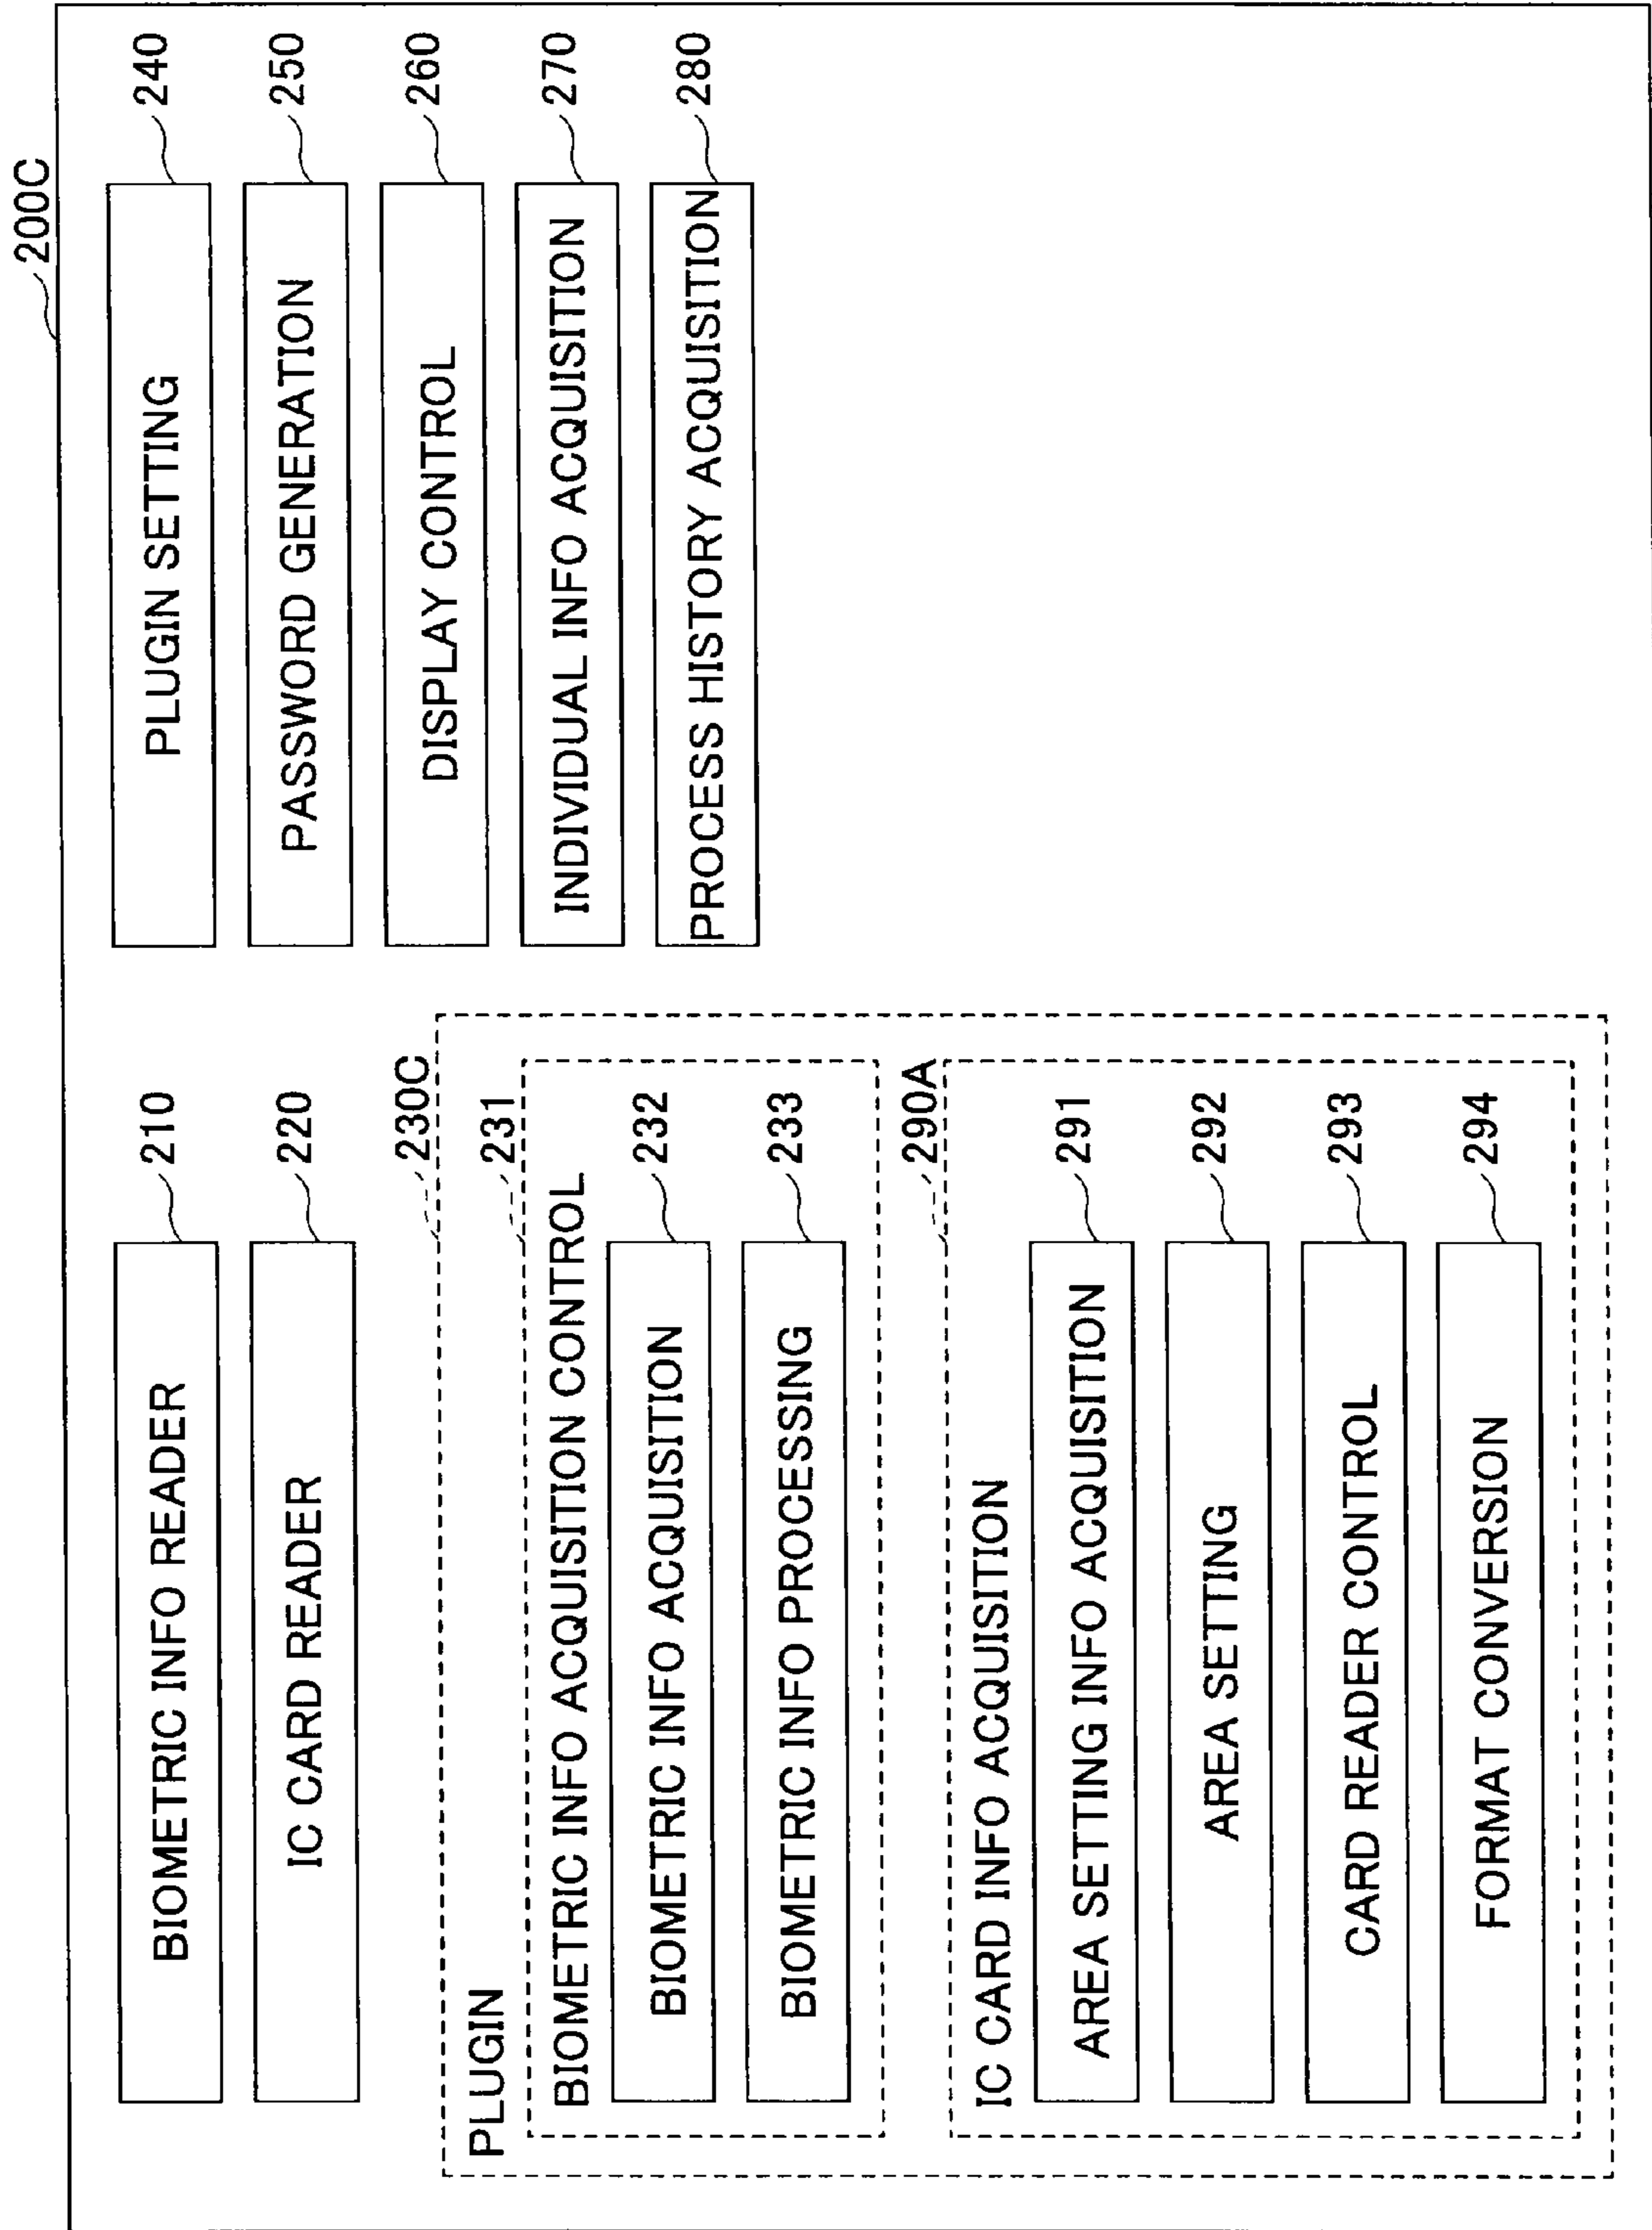 200C
BIOMETRIC INFO READER 210
IC CARD READER 220
230C
PLUGIN
231
BIOMETRIC INFO ACQUISITION CONTROL
BIOMETRIC INFO ACQUISITION 232
BIOMETRIC INFO PROCESSING 233
290A
IC CARD INFO ACQUISITION
AREA SETTING INFO ACQUISITION 291
AREA SETTING 292
CARD READER CONTROL 293
FORMAT CONVERSION 294
PLUGIN SETTING 240
PASSWORD GENERATION 250
DISPLAY CONTROL 260
INDIVIDUAL INFO ACQUISITION 270
PROCESS HISTORY ACQUISITION 280